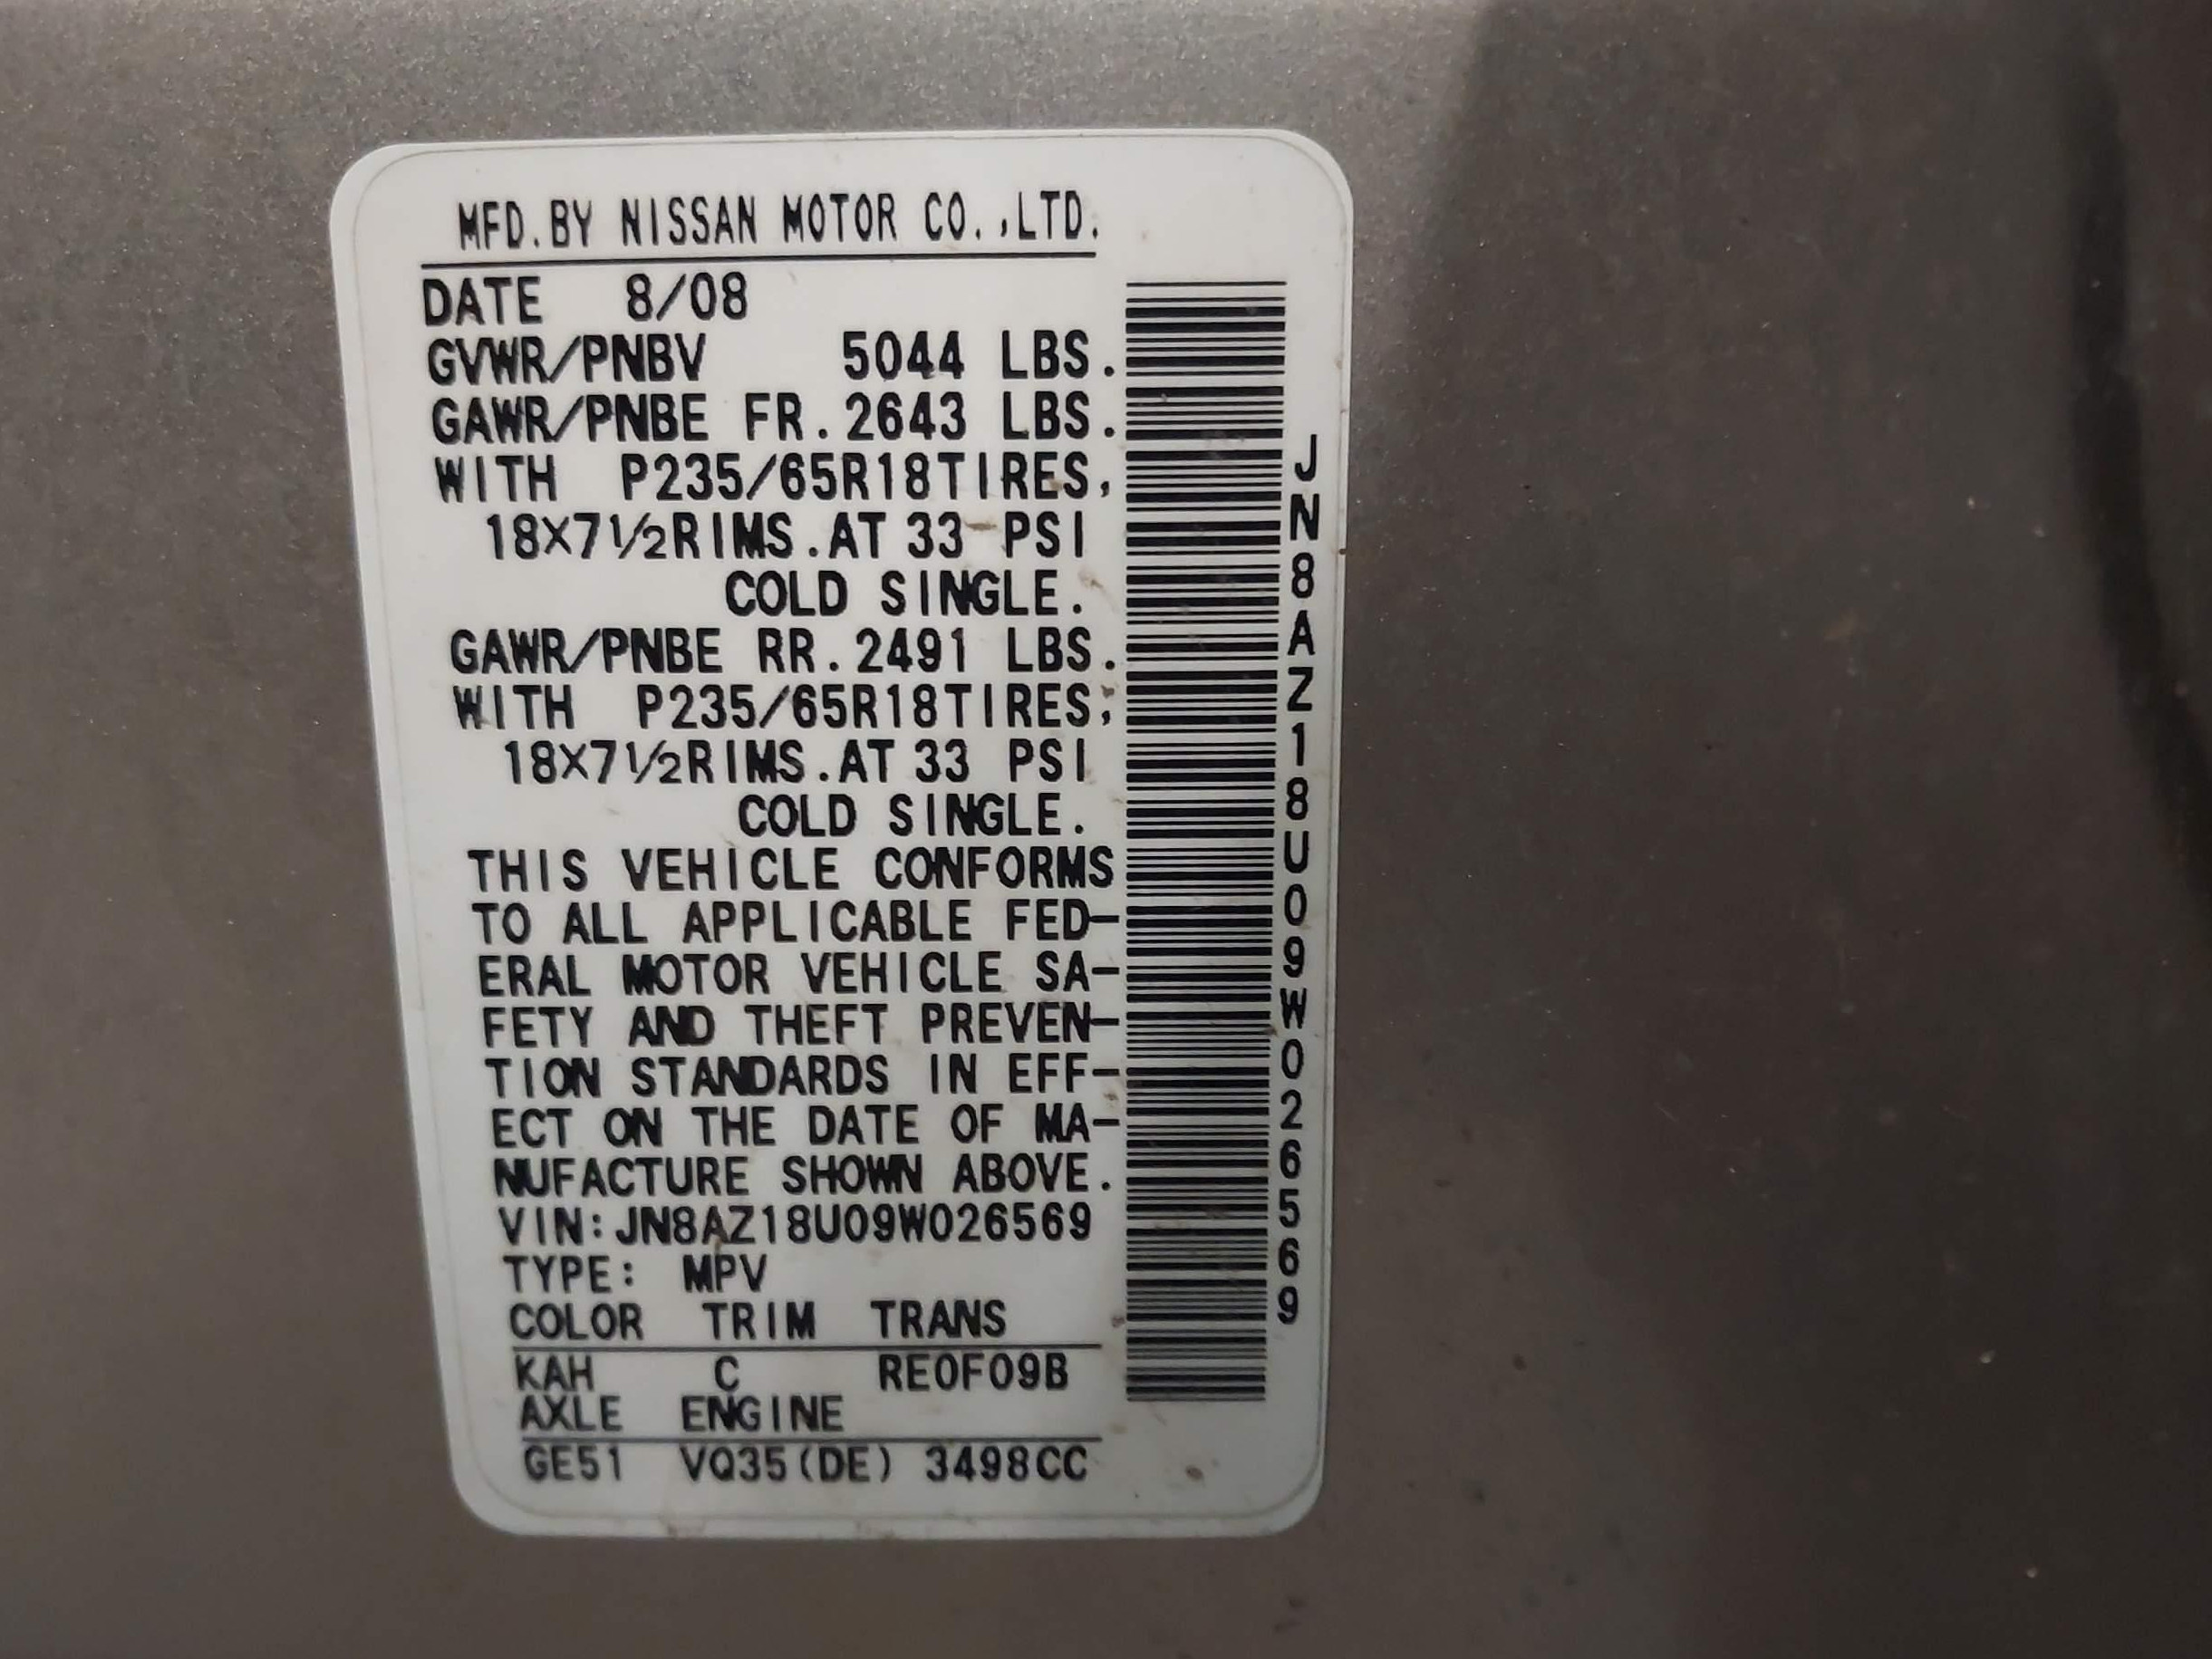 MFD.BY NISSAN MOTOR CO.,LTD.
DATE 8/08
GVWR/PNBV 5044 LBS.
GAWR/PNBE FR.2643 LBS.
WITH P235/65R18TIRES,
18X7½RIMS.AT 33 PSI
COLD SINGLE.
GAWR/PNBE RR.2491 LBS.
WITH P235/65R18TIRES,
18X7½RIMS.AT 33 PSI
COLD SINGLE.
THIS VEHICLE CONFORMS
TO ALL APPLICABLE FED-
ERAL MOTOR VEHICLE SA-
FETY AND THEFT PREVEN-
TION STANDARDS IN EFF-
ECT ON THE DATE OF MA-
NUFACTURE SHOWN ABOVE.
VIN:JN8AZ18U09W026569
TYPE: MPV
COLOR TRIM TRANS
KAH C RE0F09B
AXLE ENGINE
GE51 VQ35(DE) 3498CC
JN8AZ18U09W026569